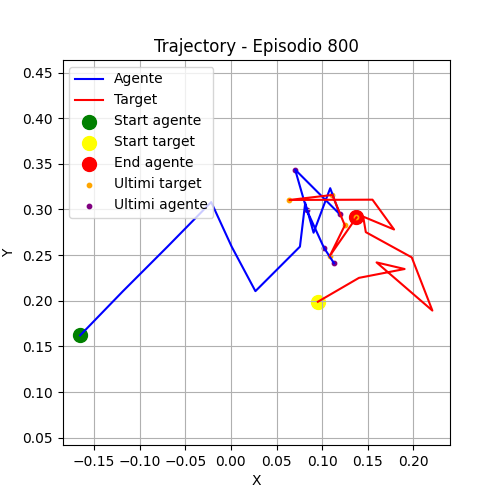 Trajectory - Episodio 800
Agente
Target
Start agente
Start target
End agente
Ultimi target
Ultimi agente
0.45
0.40
0.35
0.30
0.25
0.20
0.15
0.10
0.05
Y
−0.15 −0.10 −0.05 0.00 0.05 0.10 0.15 0.20
X